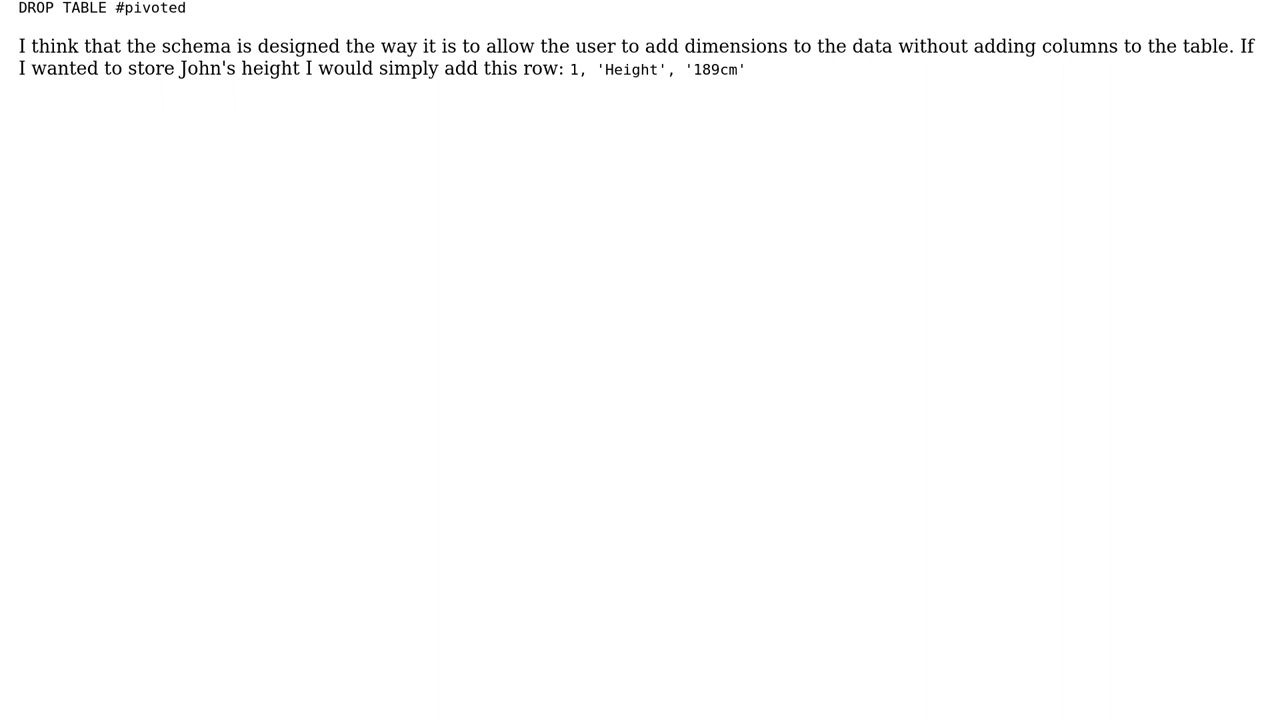 DROP TABLE #pivoted
I think that the schema is designed the way it is to allow the user to add dimensions to the data without adding columns to the table. If
I wanted to store John's height I would simply add this row: 1, 'Height', '189cm'